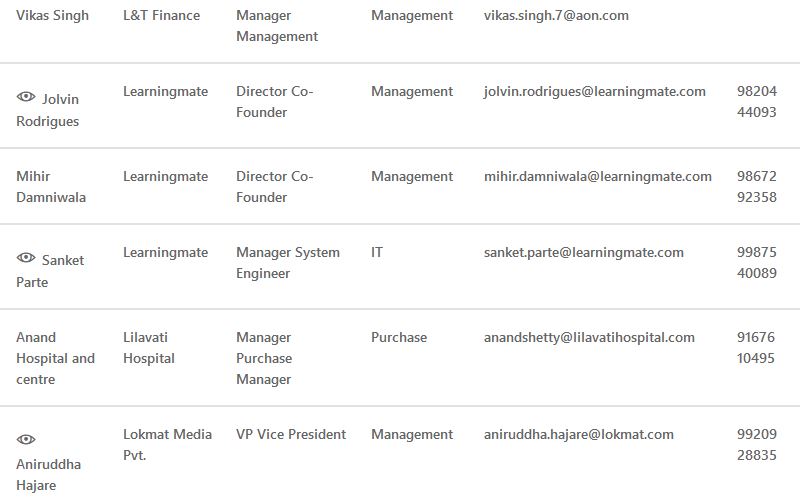 Vikas Singh L&T Finance Manager Management vikas.singh.7@aon.com
Management
Jolvin Learningmate Director Co- Management jolvin.rodrigues@learningmate.com 98204
Rodrigues Founder 44093
Mihir Learningmate Director Co- Management mihir.damniwala@learningmate.com 98672
Damniwala Founder 92358
Sanket Learningmate Manager System IT sanket.parte@learningmate.com 99875
Parte Engineer 40089
Anand Lilavati Manager Purchase anandshetty@lilavatihospital.com 91676
Hospital and Hospital Purchase 10495
centre Manager
Lokmat Media VP Vice President Management aniruddha.hajare@lokmat.com 99209
Pvt. 28835
Aniruddha
Hajare